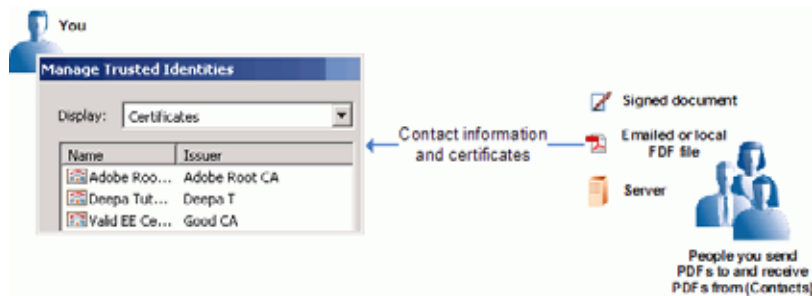 You
Manage Trusted Identities
Display: Certificates
Name Issuer
Adobe Roo... Adobe Root CA
Deepa Tut... Deepa T
Valid EE Ce... Good CA
Contact information
and certificates
Signed document
Emailed or local
FDF file
Server
People you send
PDFs to and receive
PDFs from (Contacts)